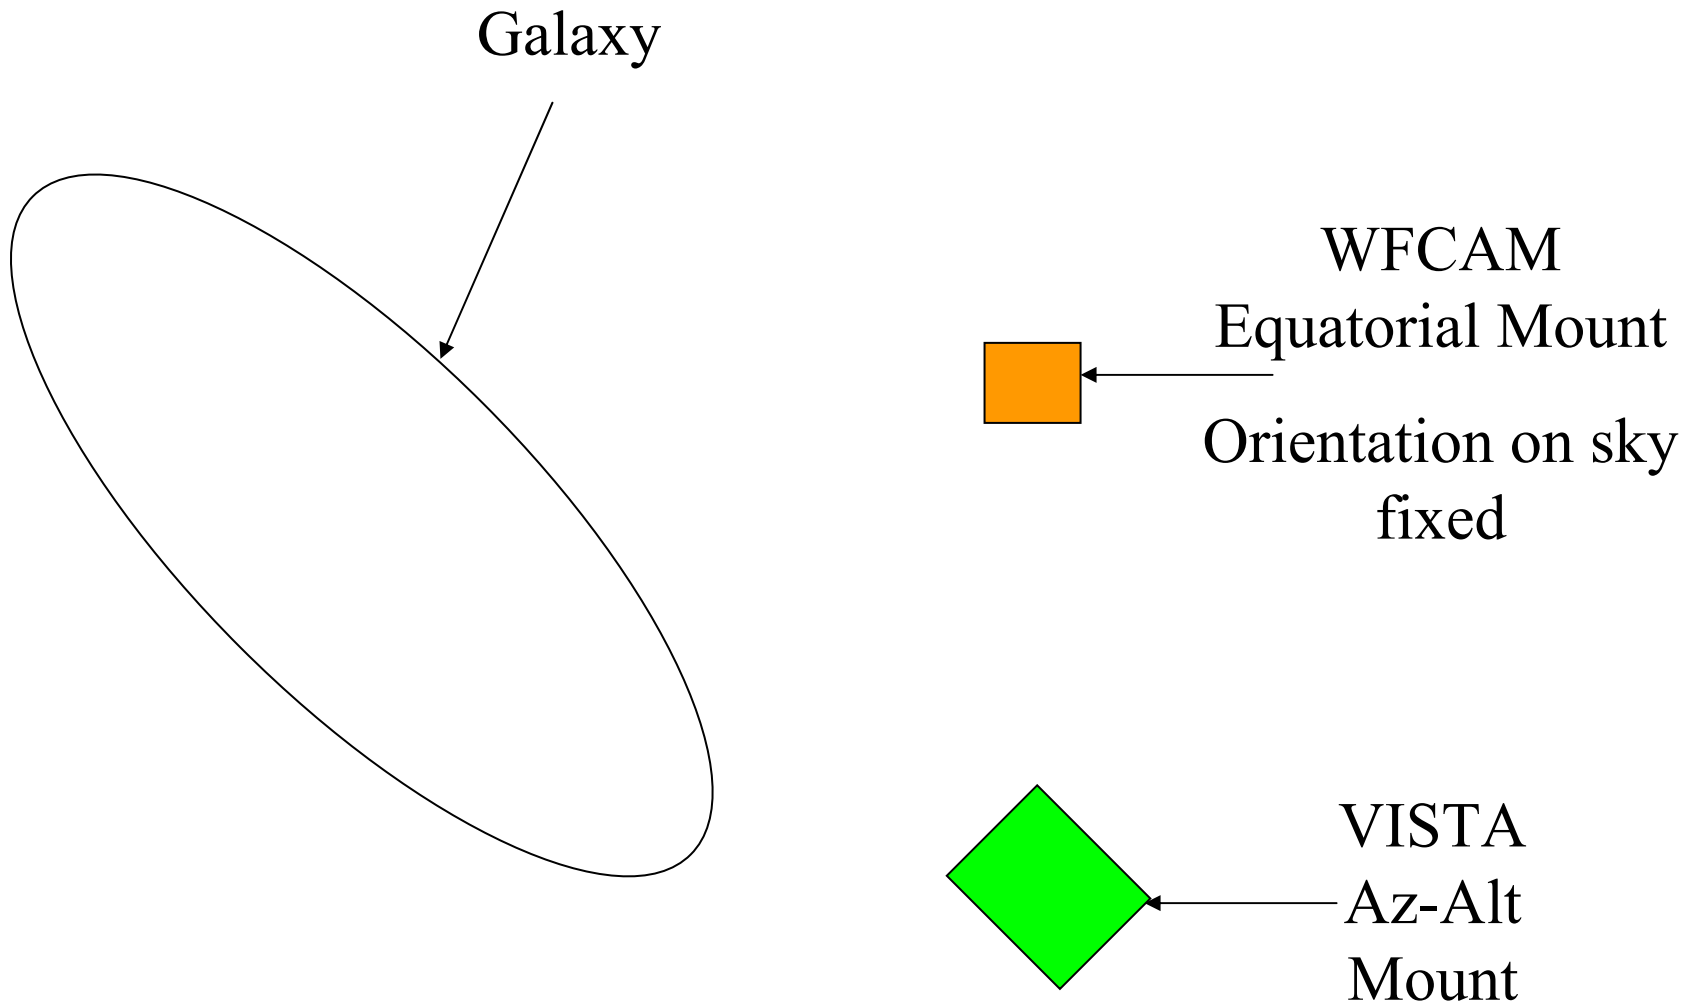 Galaxy
WFCAM
Equatorial Mount
Orientation on sky
fixed
VISTA
Az-Alt
Mount